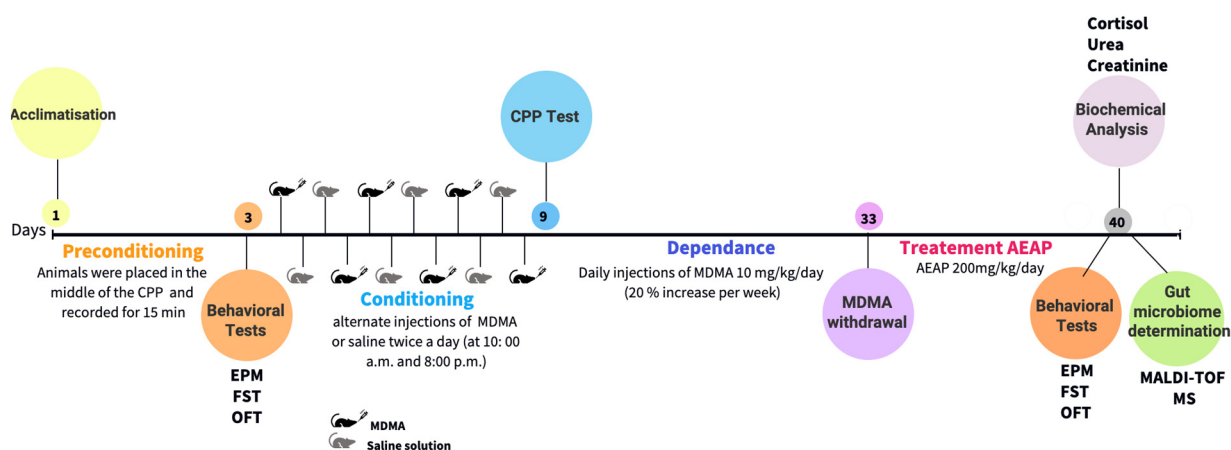 Cortisol
Urea
Creatinine
Acclimatisation
CPP Test
Biochemical
Analysis
Days
1
3
9
33
40
Preconditioning
Animals were placed in the
middle of the CPP and
recorded for 15 min
Behavioral
Tests
EPM
FST
OFT
Conditioning
alternate injections of MDMA
or saline twice a day (at 10: 00
a.m. and 8:00 p.m.)
MDMA
Saline solution
Dependance
Daily injections of MDMA 10 mg/kg/day
(20 % increase per week)
MDMA
withdrawal
Treatement AEAP
AEAP 200mg/kg/day
Behavioral
Tests
EPM
FST
OFT
Gut
microbiome
determination
MALDI-TOF
MS